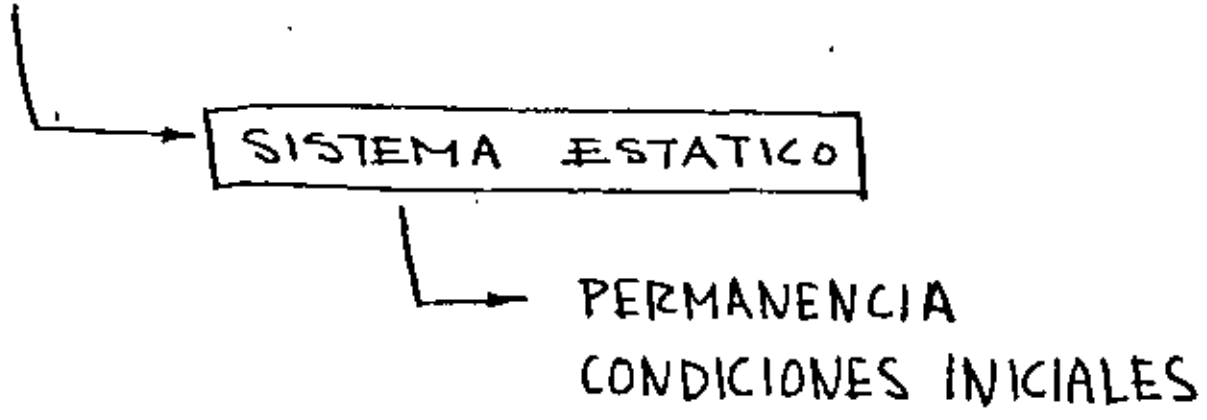 SISTEMA ESTATICO
PERMANENCIA
CONDICIONES INICIALES